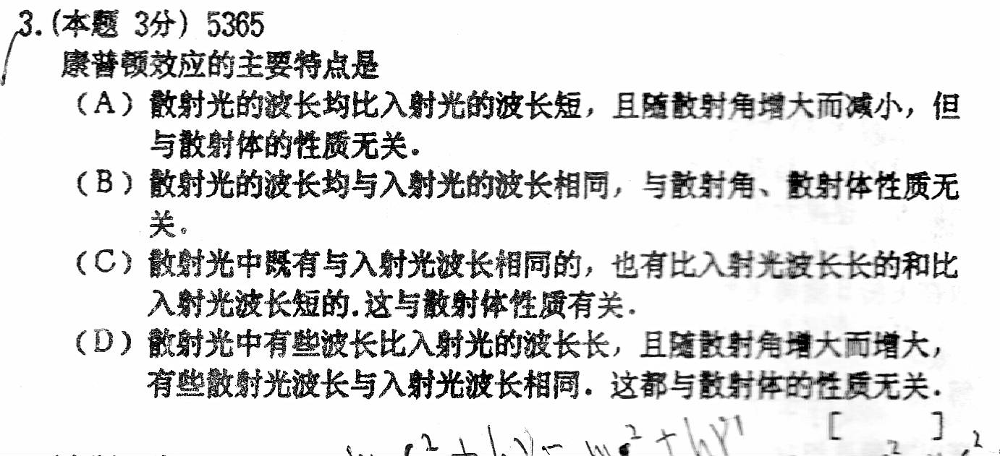 3.(本题 3分) 5365
康普顿效应的主要特点是
(A) 散射光的波长均比入射光的波长短，且随散射角增大而减小，但
与散射体的性质无关.
(B) 散射光的波长均与入射光的波长相同，与散射角、散射体性质无
关。
(C) 散射光中既有与入射光波长相同的，也有比入射光波长长的和比
入射光波长短的.这与散射体性质有关.
(D) 散射光中有些波长比入射光的波长长，且随散射角增大而增大，
有些散射光波长与入射光波长相同. 这都与散射体的性质无关.
[ ]